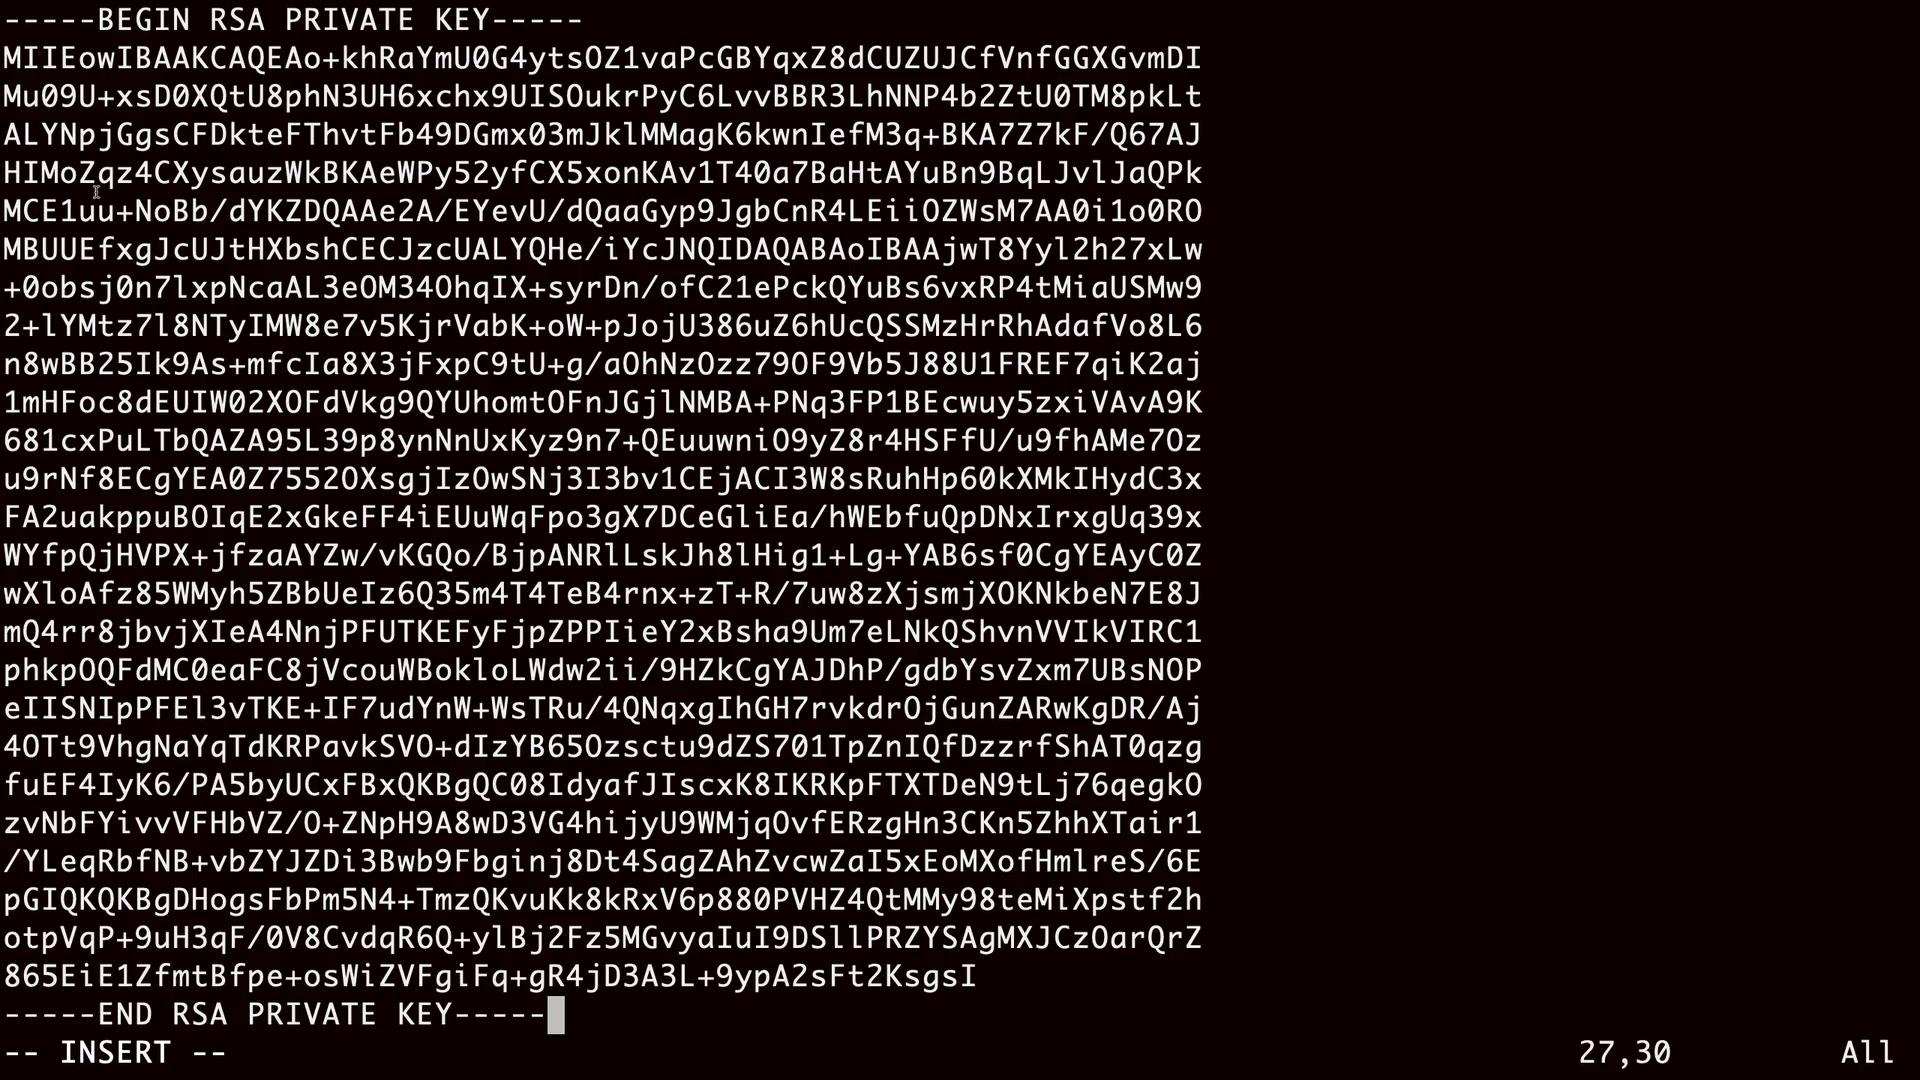 -----BEGIN RSA PRIVATE KEY-----
MIIEowIBAAKCAQEAo+khRaYmU0G4ytsOZ1vaPcGBYqxZ8dCUZUJCfVnfGGXGvmDI
Mu09U+xsD0XQtU8phN3UH6xchx9UISOukrPyC6LvvBBR3LhNNP4b2ZtU0TM8pkLt
ALYNpjGgsCFDkteFThvtFb49DGmx03mJklMMagK6kwnIefM3q+BKA7Z7kF/Q67AJ
HIMoZqz4CXysauzWkBKAeWPy52yfCX5xonKAv1T40a7BaHtAYuBn9BqLJvlJaQPk
MCE1uu+NoBb/dYKZDQAAe2A/EYevU/dQaaGyp9JgbCnR4LEiiOZWsM7AA0i1o0RO
MBUUEfxgJcUJtHXbshCECJzcUALYQHe/iYcJNQIDAQABAoIBAAjwT8Yyl2h27xLw
+0obsj0n7lxpNcaAL3eOM34OhqIX+syrDn/ofC21ePckQYuBs6vxRP4tMiaUSMw9
2+lYMtz7l8NTyIMW8e7v5KjrVabK+oW+pJojU386uZ6hUcQSSMzHrRhAdafVo8L6
n8wBB25Ik9As+mfcIa8X3jFxpC9tU+g/aOhNzOzz79OF9Vb5J88U1FREF7qiK2aj
1mHFoc8dEUIW02XOFdVkg9QYUhomtOFnJGjlNMBA+PNq3FP1BEcwuy5zxiVAvA9K
681cxPuLTbQAZA95L39p8ynNnUxKyz9n7+QEuuwniO9yZ8r4HSFfU/u9fhAMe7Oz
u9rNf8ECgYEA0Z7552OXsgjIzOwSNj3I3bv1CEjACI3W8sRuhHp60kXMkIHydC3x
FA2uakppuBOIqE2xGkeFF4iEUuWqFpo3gX7DCeGliEa/hWEbfuQpDNxIrxgUq39x
WYfpQjHVPX+jfzaAYZw/vKGQo/BjpANRlLskJh8lHig1+Lg+YAB6sf0CgYEAyC0Z
wXloAfz85WMyh5ZBbUeIz6Q35m4T4TeB4rnx+zT+R/7uw8zXjsmjXOKNkbeN7E8J
mQ4rr8jbvjXIeA4NnjPFUTKEFyFjpZPPIieY2xBsha9Um7eLNkQShvnVVIkVIRC1
phkpOQFdMC0eaFC8jVcouWBokloLWdw2ii/9HZkCgYAJDhP/gdbYsvZxm7UBsNOP
eIISNIpPFEl3vTKE+IF7udYnW+WsTRu/4QNqxgIhGH7rvkdrOjGunZARwKgDR/Aj
4OTt9VhgNaYqTdKRPavkSVO+dIzYB65Ozsctu9dZS701TpZnIQfDzzrfShAT0qzg
fuEF4IyK6/PA5byUCxFBxQKBgQC08IdyafJIscxK8IKRKpFTXTDeN9tLj76qegkO
zvNbFYivvVFHbVZ/O+ZNpH9A8wD3VG4hijyU9WMjqOvfERzgHn3CKn5ZhhXTair1
/YLeqRbfNB+vbZYJZDi3Bwb9Fbginj8Dt4SagZAhZvcwZaI5xEoMXofHmlreS/6E
pGIQKQKBgDHogsFbPm5N4+TmzQKvuKk8kRxV6p880PVHZ4QtMMy98teMiXpstf2h
otpVqP+9uH3qF/0V8CvdqR6Q+ylBj2Fz5MGvyaIuI9DSllPRZYSAgMXJCzOarQrZ
865EiE1ZfmtBfpe+osWiZVFgiFq+gR4jD3A3L+9ypA2sFt2KsgsI
-----END RSA PRIVATE KEY-----
-- INSERT -- 27,30 All